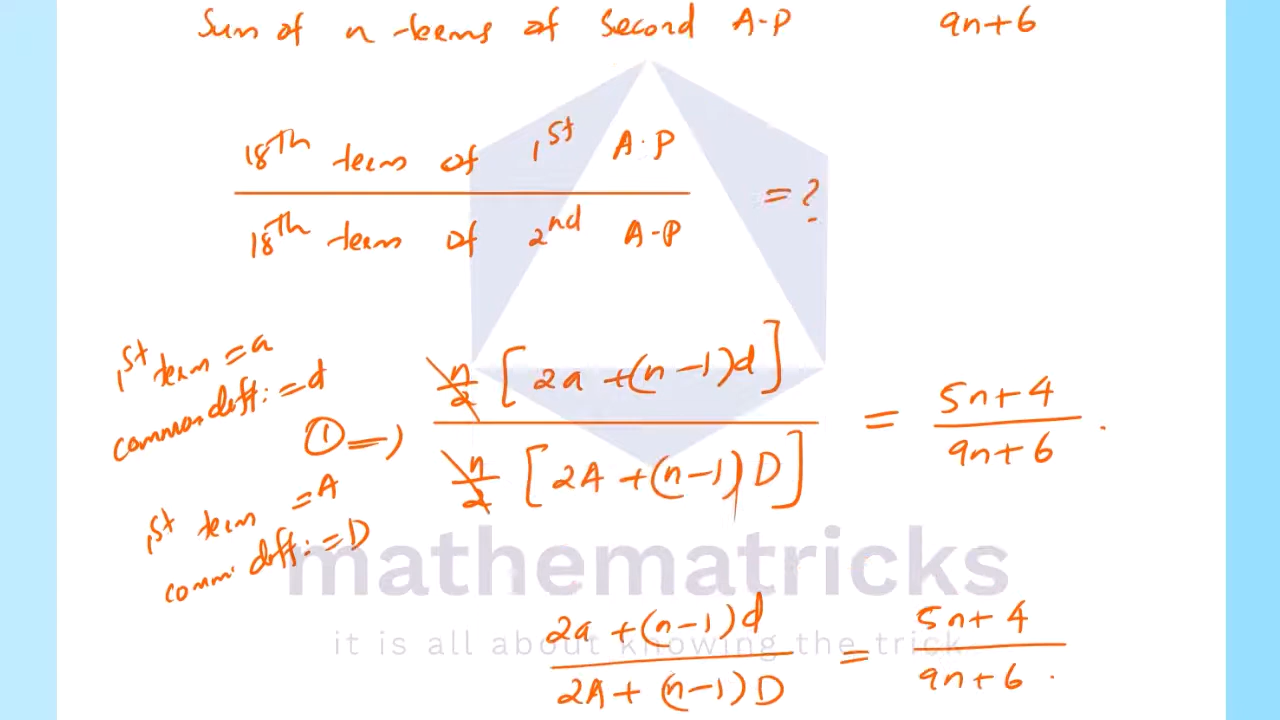 Sum of n-terms of Second A.P 9n+6
18th term of 1st A.P
= ?
18th term of 2nd A.P
1st term = a
common diff: = d
① ⇒ n/2 [2a + (n-1)d] / n/2 [2A + (n-1)D] = 5n+4 / 9n+6 .
1st term = A
comm. diff: = D
mathematricks
it is all about knowing the trick
2a + (n-1)d / 2A + (n-1)D = 5n+4 / 9n+6 .